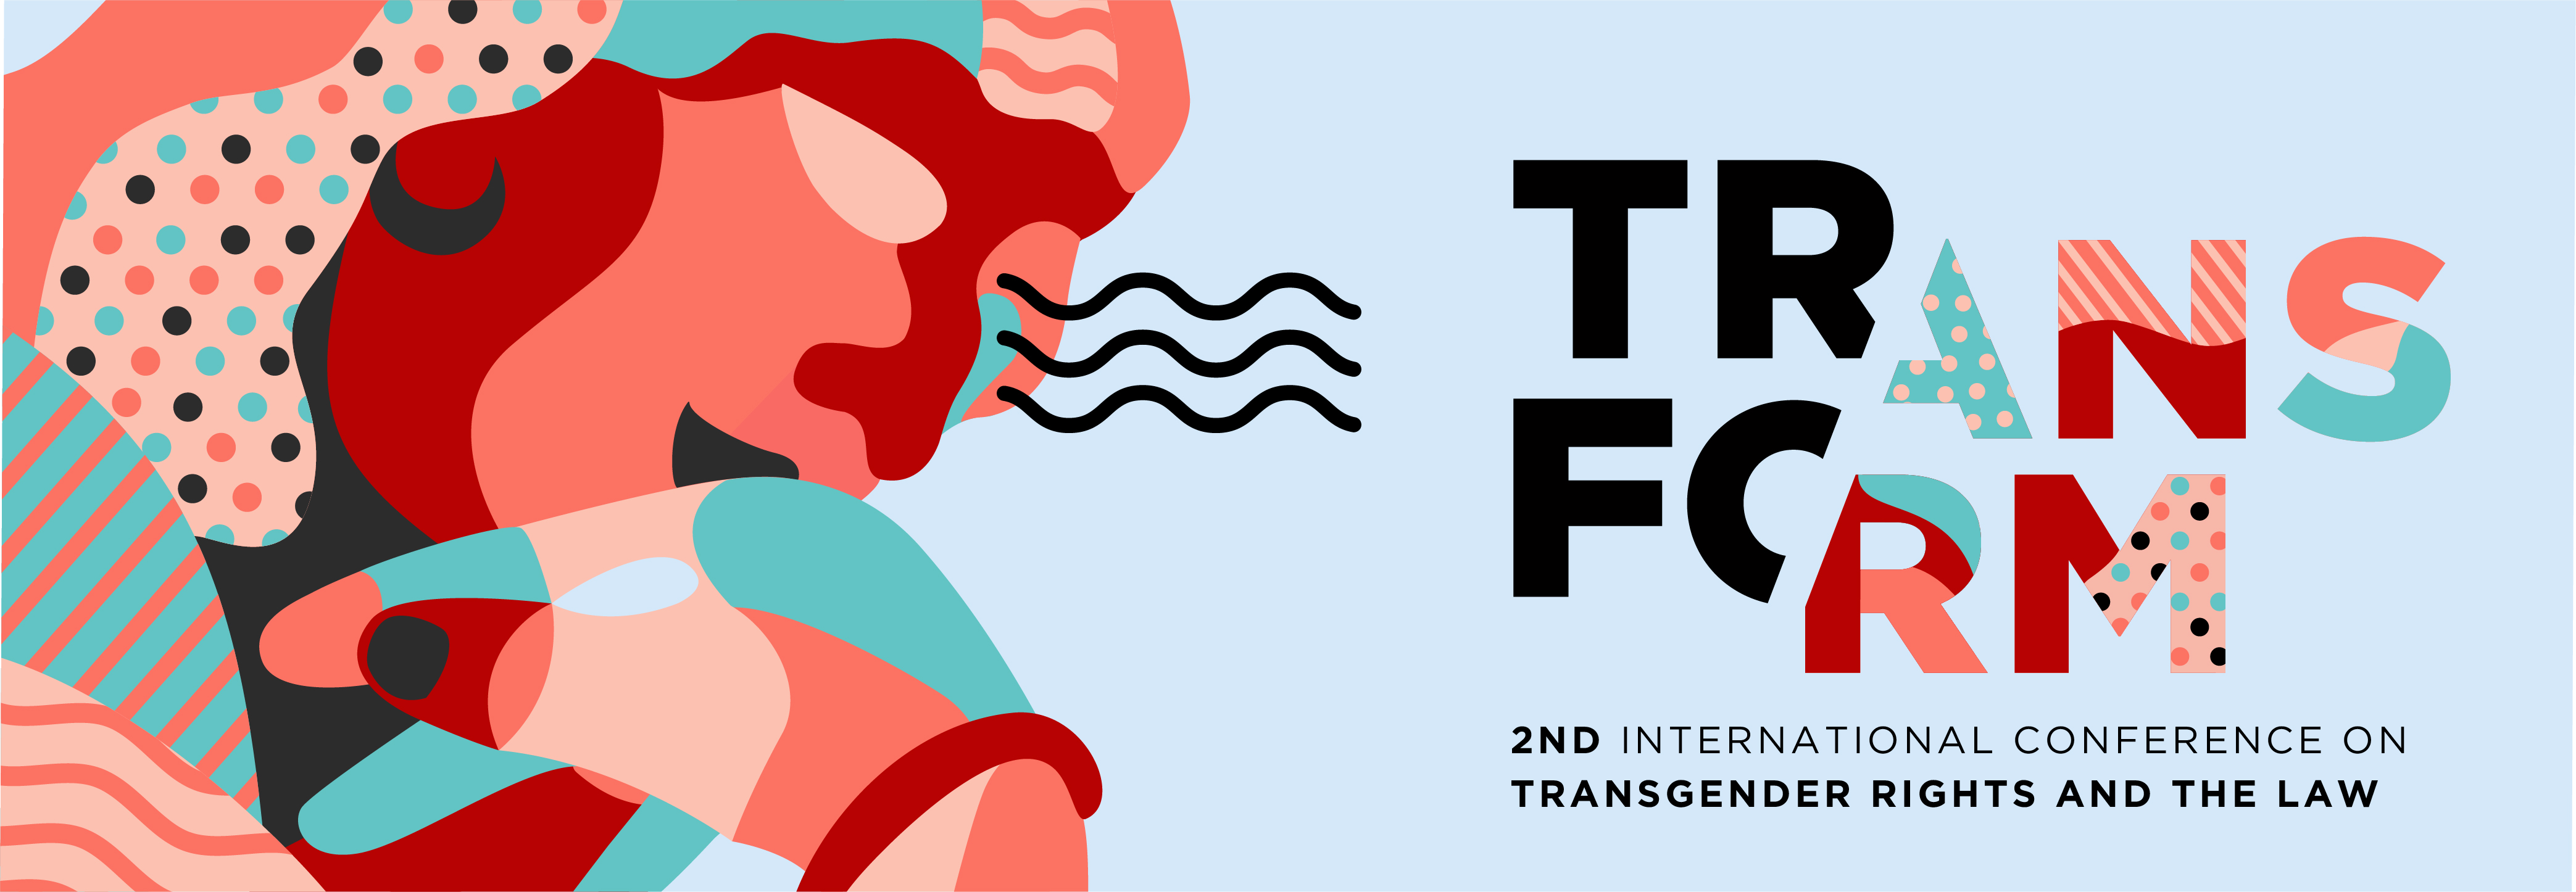 TRANS
FORM
2ND INTERNATIONAL CONFERENCE ON
TRANSGENDER RIGHTS AND THE LAW